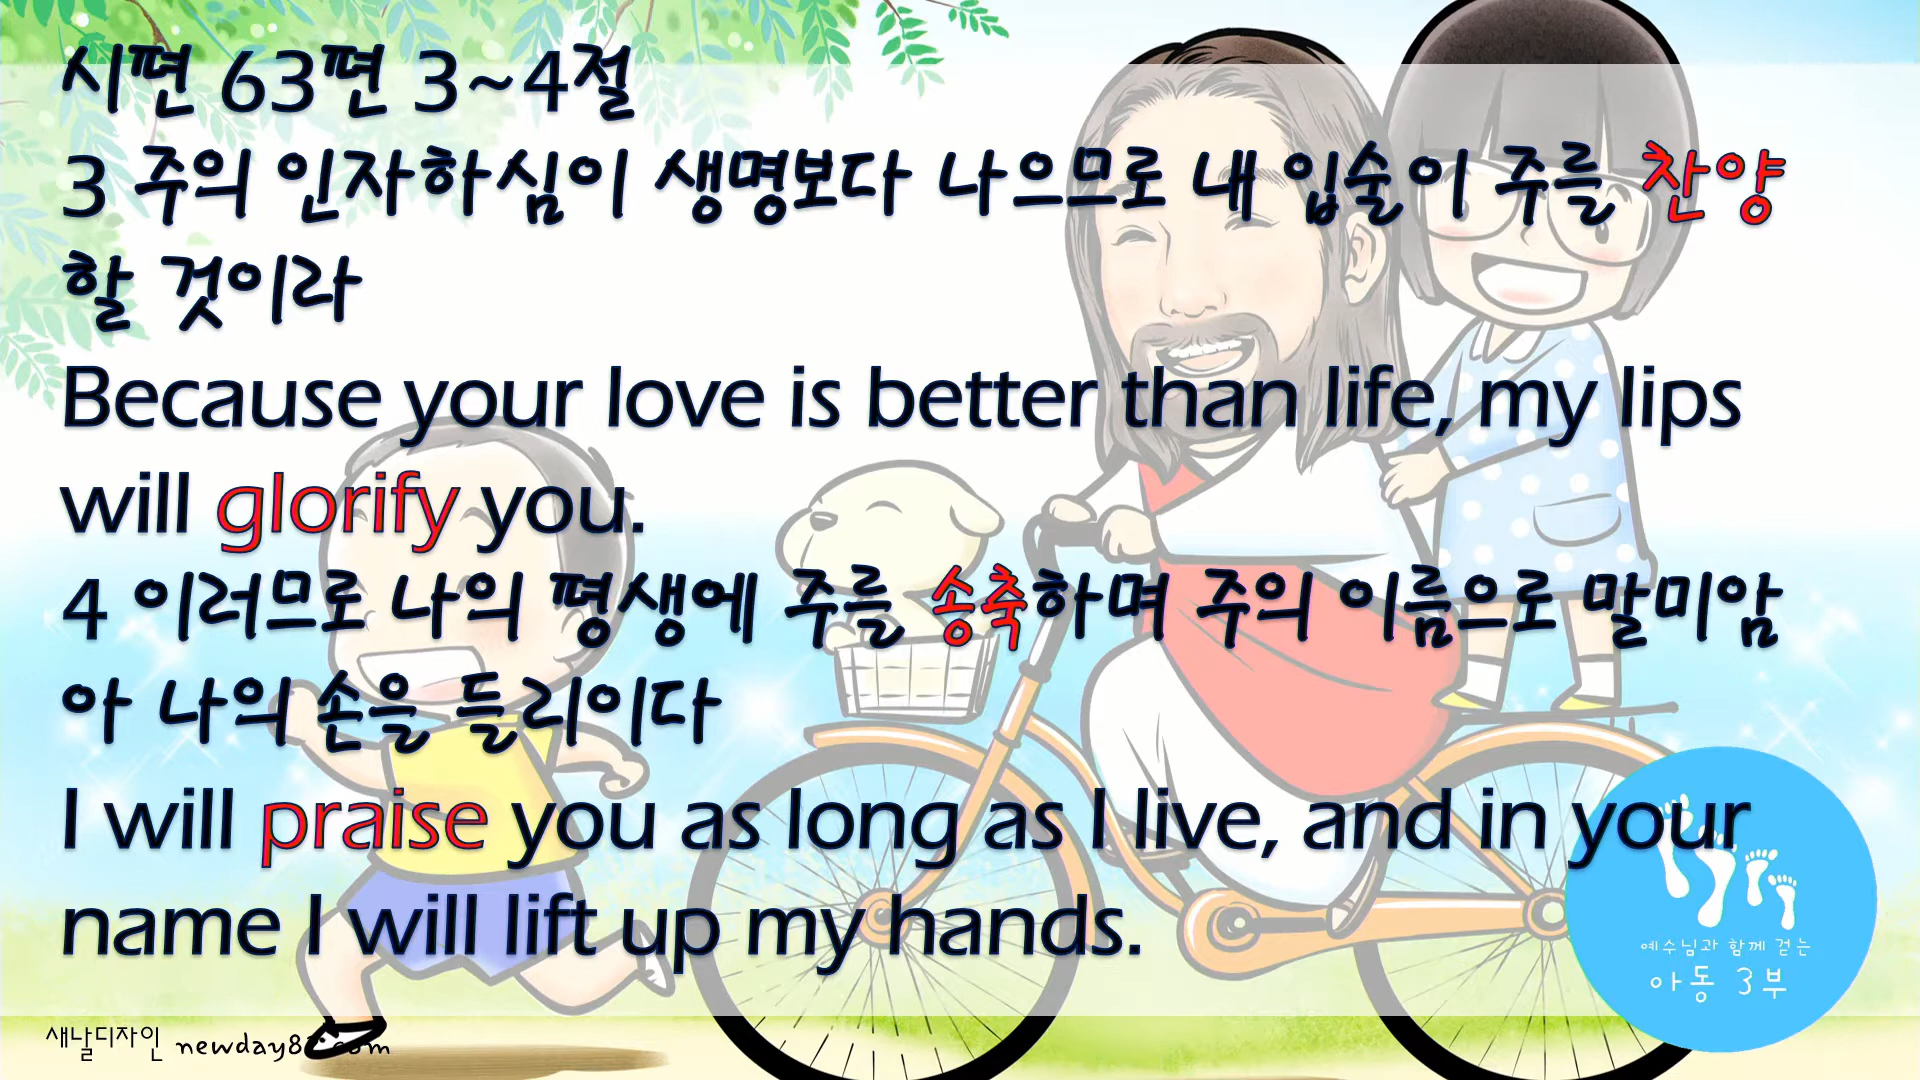 시편 63편 3~4절
3 주의 인자하심이 생명보다 나으므로 내 입술이 주를 찬양
할 것이라
Because your love is better than life, my lips
will glorify you.
4 이러므로 나의 평생에 주를 송축하며 주의 이름으로 말미암
아 나의 손을 들리이다
I will praise you as long as I live, and in your
name I will lift up my hands.
예수님과 함께 걷는
아동 3부
새날디자인